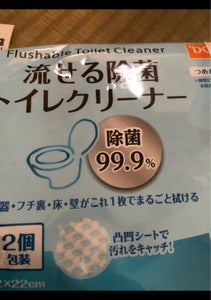 Flushable Toilet Cleaner
流せる除菌
トイレクリーナー
つめか
除菌
99.9%
器・フチ裏・床・壁がこれ1枚でまるごと拭ける
2個
包装
凸凹シートで
汚れをキャッチ!
×22cm